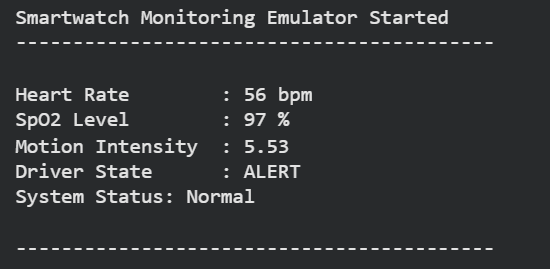 Smartwatch Monitoring Emulator Started
------------------------------------------
Heart Rate        : 56 bpm
SpO2 Level        : 97 %
Motion Intensity  : 5.53
Driver State      : ALERT
System Status: Normal
------------------------------------------